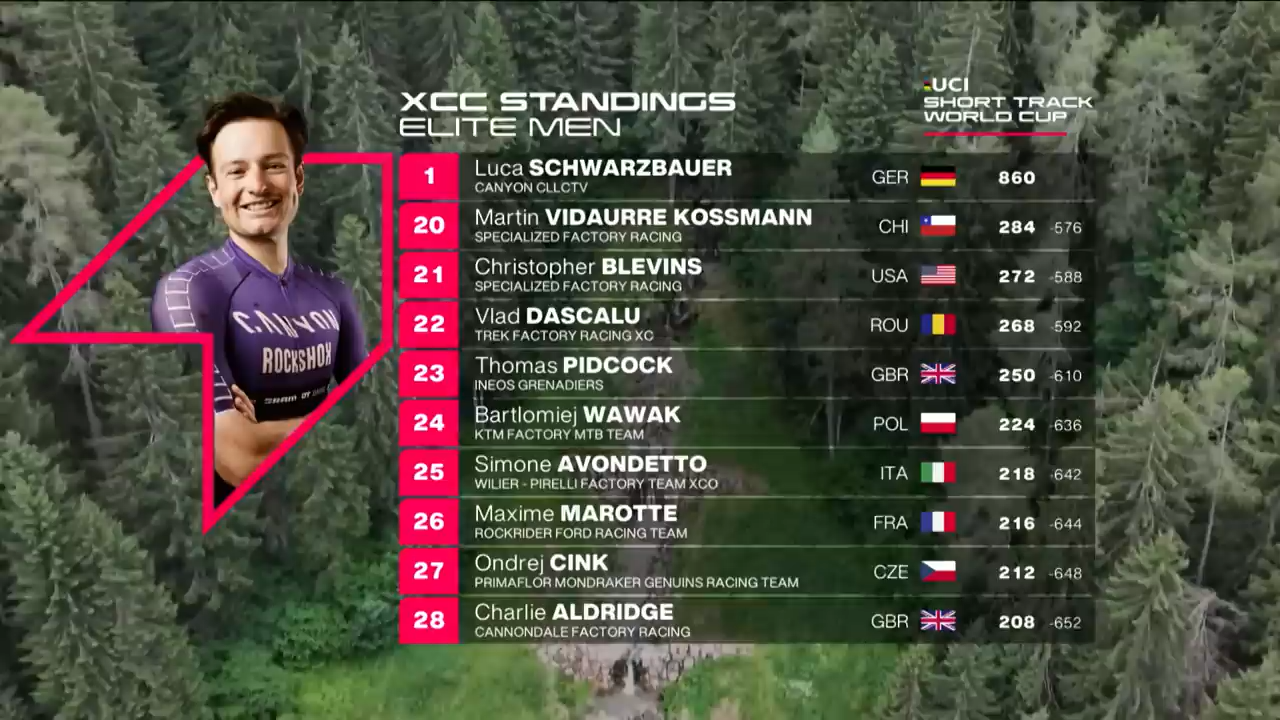 XCC STANDINGS
ELITE MEN
UCI
SHORT TRACK
WORLD CUP
1 Luca SCHWARZBAUER GER 860
CANYON CLLCTV
20 Martin VIDAURRE KOSSMANN CHI 284 -576
SPECIALIZED FACTORY RACING
21 Christopher BLEVINS USA 272 -588
SPECIALIZED FACTORY RACING
22 Vlad DASCALU ROU 268 -592
TREK FACTORY RACING XC
23 Thomas PIDCOCK GBR 250 -610
INEOS GRENADIERS
24 Bartlomiej WAWAK POL 224 -636
KTM FACTORY MTB TEAM
25 Simone AVONDETTO ITA 218 -642
WILIER - PIRELLI FACTORY TEAM XCO
26 Maxime MAROTTE FRA 216 -644
ROCKRIDER FORD RACING TEAM
27 Ondrej CINK CZE 212 -648
PRIMAFLOR MONDRAKER GENUINS RACING TEAM
28 Charlie ALDRIDGE GBR 208 -652
CANNONDALE FACTORY RACING
CANYON
ROCKSHOX
SRAM